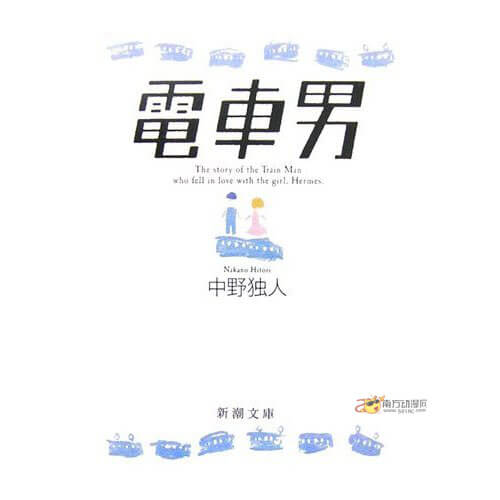 電車男
The story of the Train Man
who fell in love with the girl, Hermes.
Nakano Hitori
中野独人
新潮文庫
南方动漫网